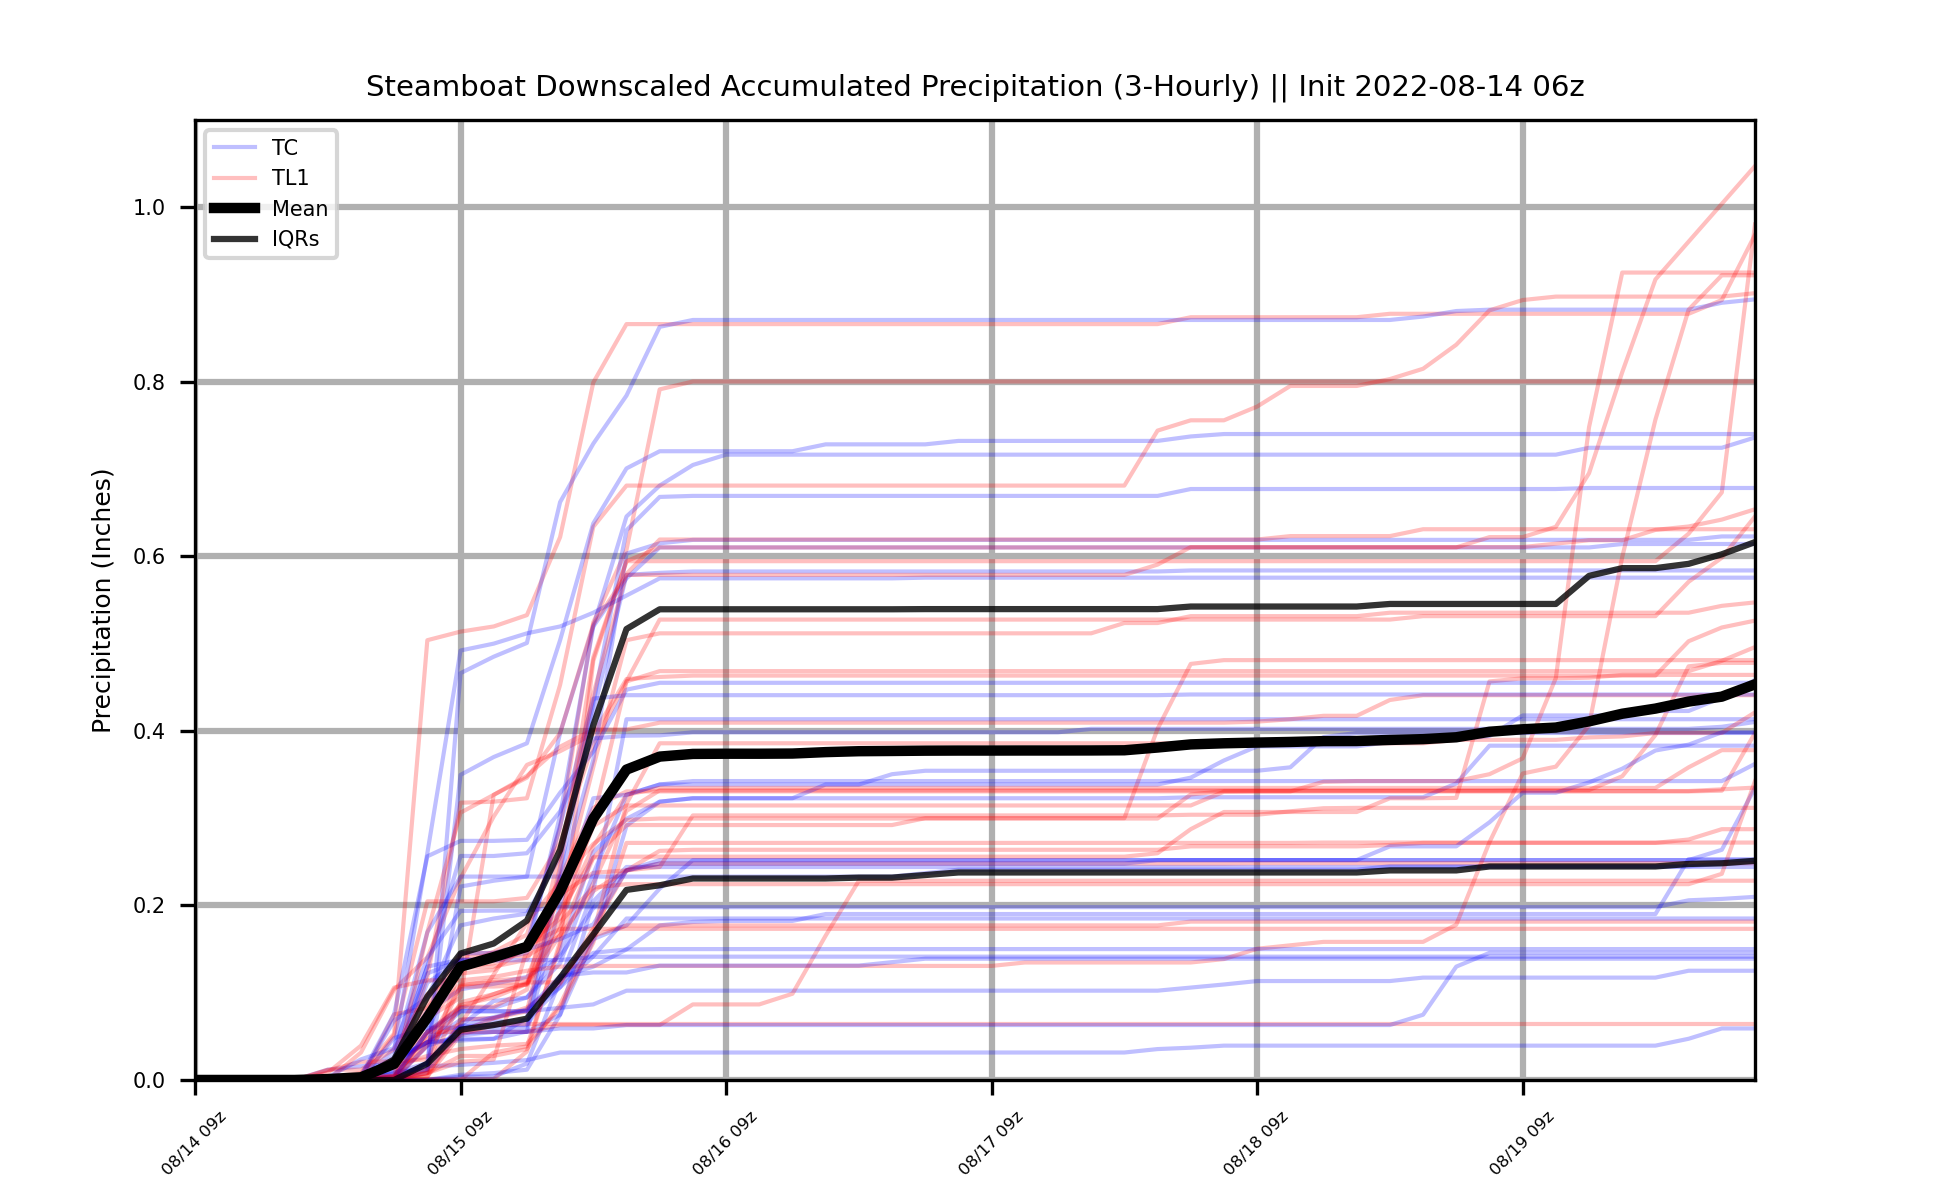 Steamboat Downscaled Accumulated Precipitation (3-Hourly) || Init 2022-08-14 06z
TC
TL1
Mean
IQRs
Precipitation (Inches)
1.0
0.8
0.6
0.4
0.2
0.0
08/14 09z
08/15 09z
08/16 09z
08/17 09z
08/18 09z
08/19 09z